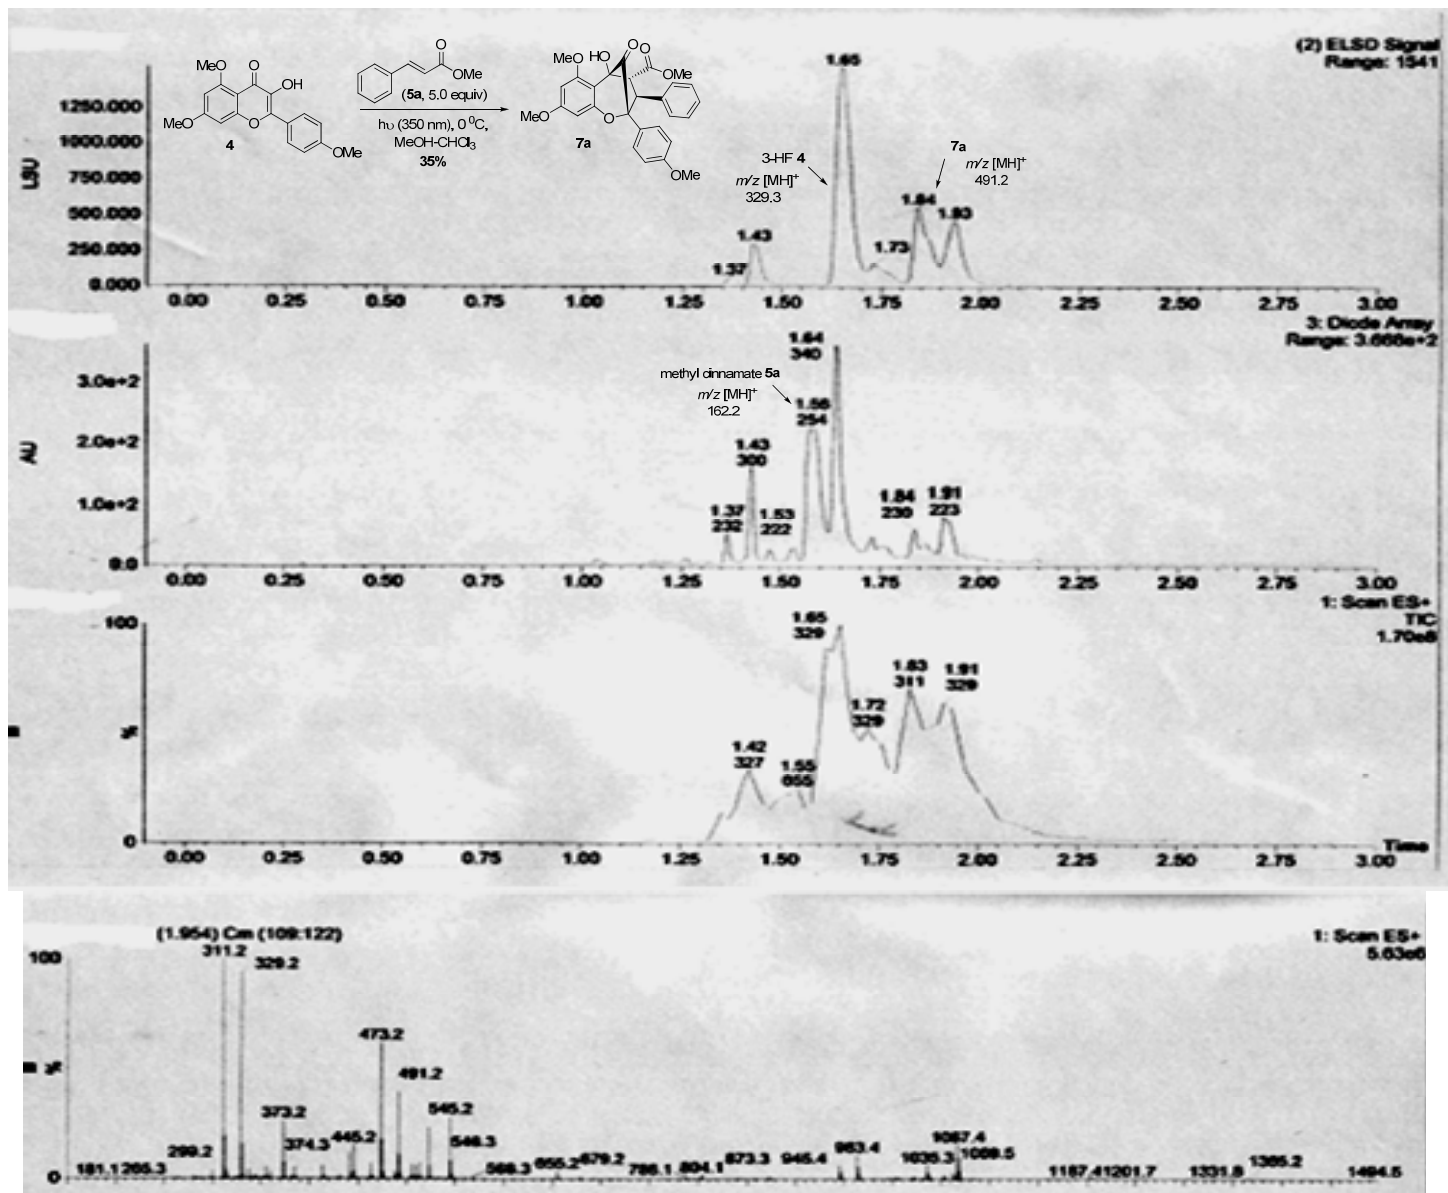 (2) ELSD Signal
Range: 1541
1.65
LSU
1250.000
1000.000
750.000
500.000
250.000
0.000
MeO
O
OH
MeO
O
OMe
4
O
OMe
(5a, 5.0 equiv)
hυ (350 nm), 0 ⁰C,
MeOH-CHCl₃
35%
MeO
HO
O
O
OMe
MeO
O
OMe
7a
3-HF 4
m/z [MH]⁺
329.3
7a
m/z [MH]⁺
491.2
1.37
1.43
1.73
1.84
1.93
0.00 0.25 0.50 0.75 1.00 1.25 1.50 1.75 2.00 2.25 2.50 2.75 3.00
3: Diode Array
Range: 3.668e+2
AU
3.0e+2
2.0e+2
1.0e+2
0.0
methyl cinnamate 5a
m/z [MH]⁺
162.2
1.37
232
1.43
300
1.53
222
1.56
254
1.64
340
1.84
230
1.91
223
0.00 0.25 0.50 0.75 1.00 1.25 1.50 1.75 2.00 2.25 2.50 2.75 3.00
1: Scan ES+
TIC
1.70e8
100
%
0
1.42
327
1.55
655
1.65
329
1.72
329
1.83
311
1.91
329
Time
0.00 0.25 0.50 0.75 1.00 1.25 1.50 1.75 2.00 2.25 2.50 2.75 3.00
(1.954) Cm (109:122)
1: Scan ES+
5.63e6
100
%
0
311.2
329.2
473.2
491.2
373.2
545.2
299.2
374.3
445.2
546.3
181.1
265.3
568.3
655.2
679.2
786.1
804.1
873.3
945.4
963.4
1035.3
1067.4
1069.5
1187.4
1201.7
1331.8
1365.2
1494.5